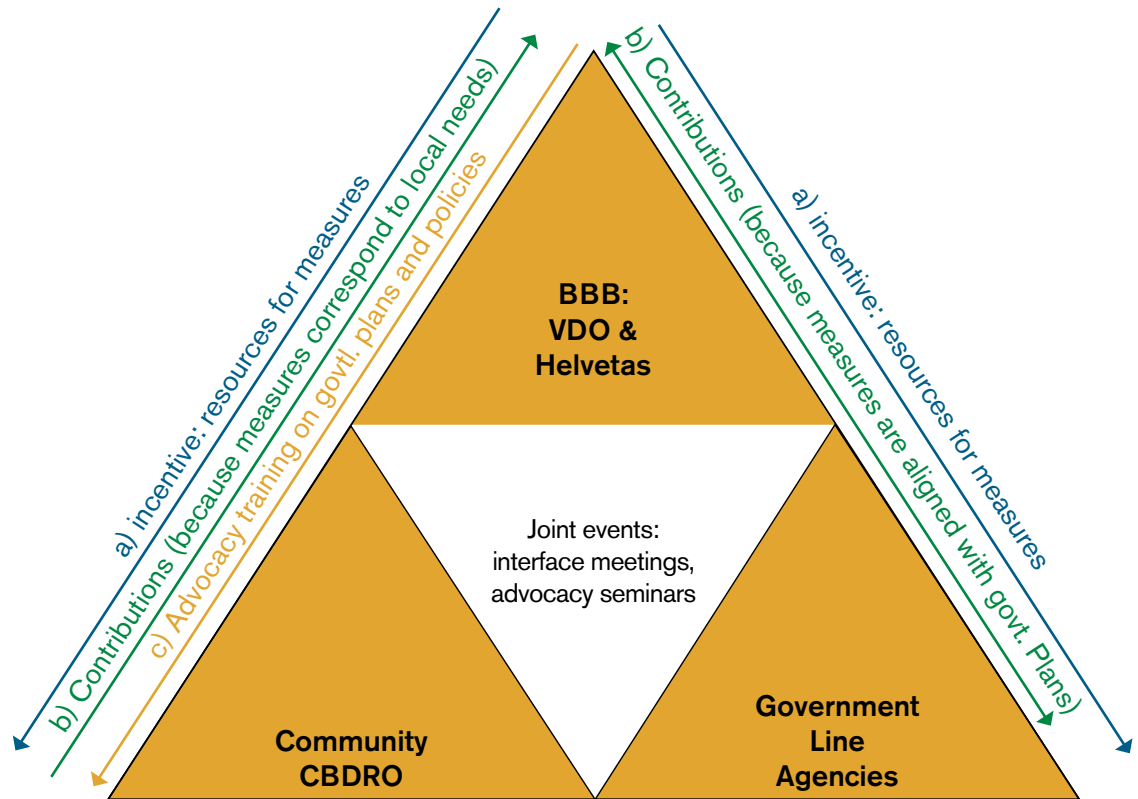 a) incentive: resources for measures
b) Contributions (because measures correspond to local needs)
c) Advocacy training on govtl. plans and policies
b) Contributions (because measures are aligned with govt. Plans)
a) incentive: resources for measures
BBB:
VDO &
Helvetas
Joint events:
interface meetings,
advocacy seminars
Community
CBDRO
Government
Line
Agencies